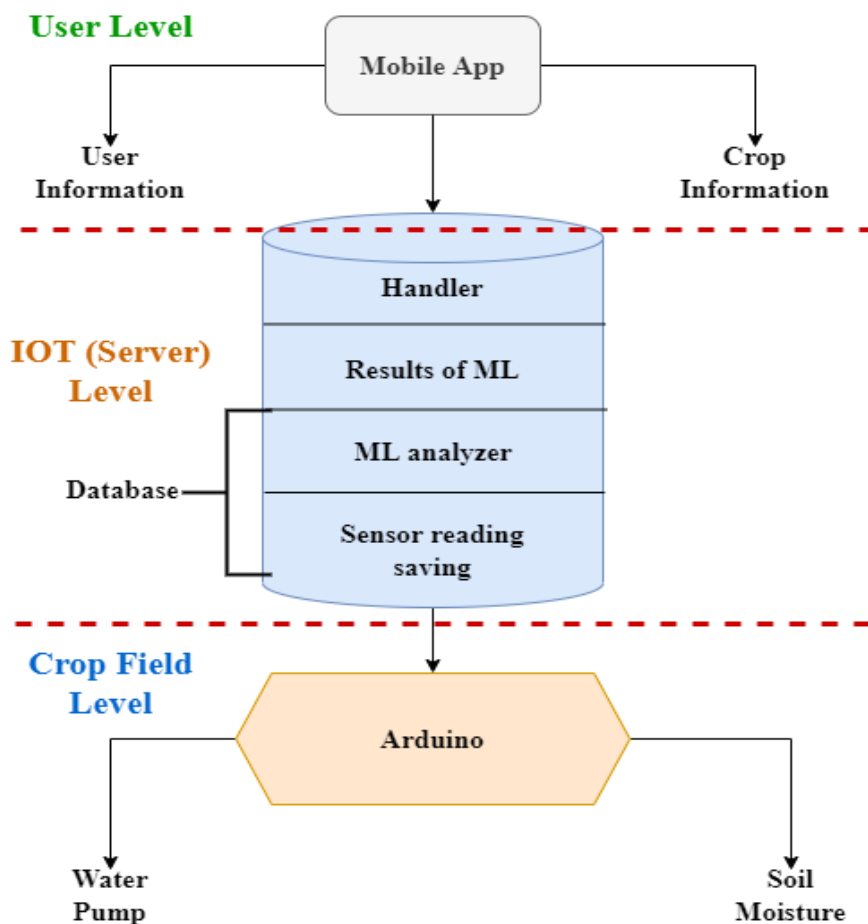 User Level
Mobile App
User
Information
Crop
Information
Handler
IOT (Server)
Level
Results of ML
ML analyzer
Database
Sensor reading
saving
Crop Field
Level
Arduino
Water
Pump
Soil
Moisture